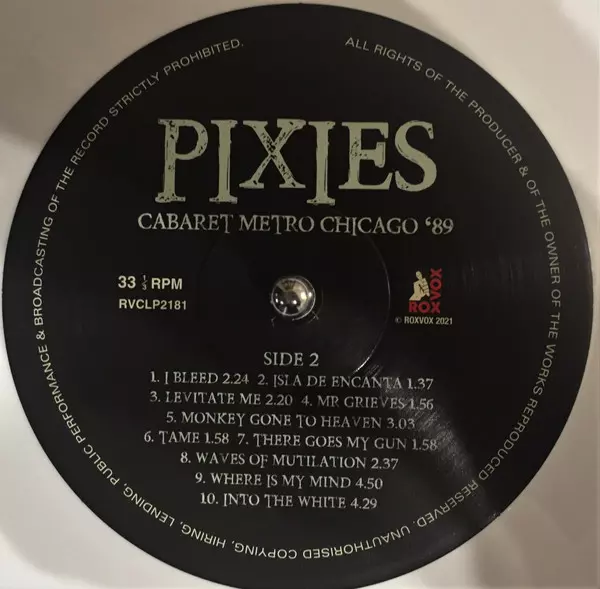 ALL RIGHTS OF THE PRODUCER & OF THE OWNER OF THE WORKS REPRODUCED RESERVED. UNAUTHORISED COPYING, HIRING, LENDING, PUBLIC PERFORMANCE & BROADCASTING OF THE RECORD STRICTLY PROHIBITED.
PIXIES
CABARET METRO CHICAGO '89
33 1/3 RPM
RVCLP2181
ROXVOX
© ROXVOX 2021
SIDE 2
1. I BLEED 2.24 2. ISLA DE ENCANTA 1.37
3. LEVITATE ME 2.20 4. MR GRIEVES 1.56
5. MONKEY GONE TO HEAVEN 3.03
6. TAME 1.58 7. THERE GOES MY GUN 1.58
8. WAVES OF MUTILATION 2.37
9. WHERE IS MY MIND 4.50
10. INTO THE WHITE 4.29